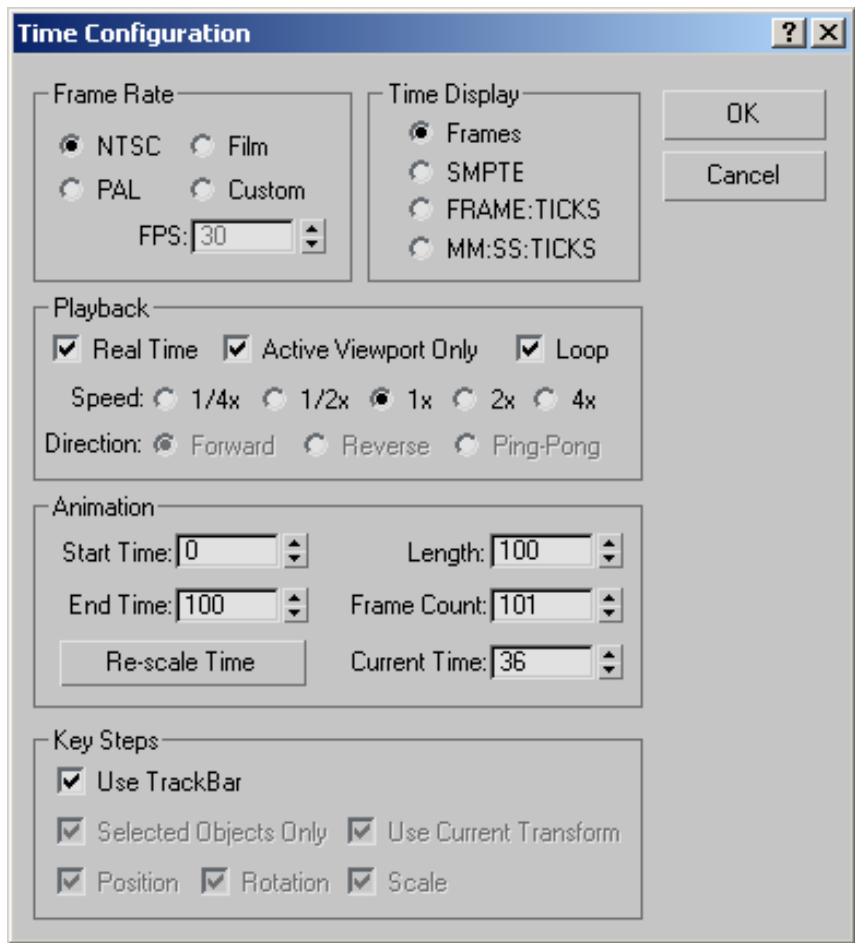 Time Configuration
Frame Rate
NTSC Film
PAL Custom
FPS: 30
Time Display
Frames
SMPTE
FRAME:TICKS
MM:SS:TICKS
OK
Cancel
Playback
Real Time Active Viewport Only Loop
Speed: 1/4x 1/2x 1x 2x 4x
Direction: Forward Reverse Ping-Pong
Animation
Start Time: 0 Length: 100
End Time: 100 Frame Count: 101
Re-scale Time Current Time: 36
Key Steps
Use TrackBar
Selected Objects Only Use Current Transform
Position Rotation Scale